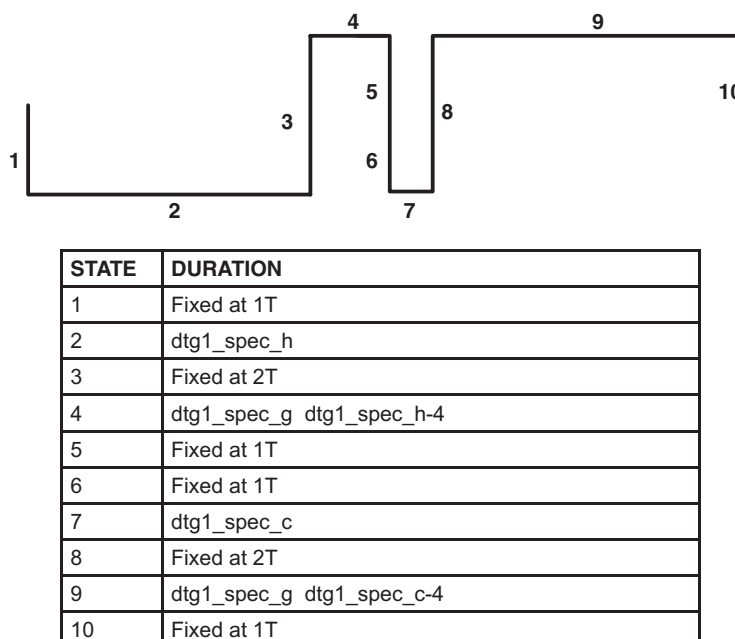 4
9
5
10
3
8
1
6
2
7
STATE DURATION
1 Fixed at 1T
2 dtg1_spec_h
3 Fixed at 2T
4 dtg1_spec_g dtg1_spec_h-4
5 Fixed at 1T
6 Fixed at 1T
7 dtg1_spec_c
8 Fixed at 2T
9 dtg1_spec_g dtg1_spec_c-4
10 Fixed at 1T